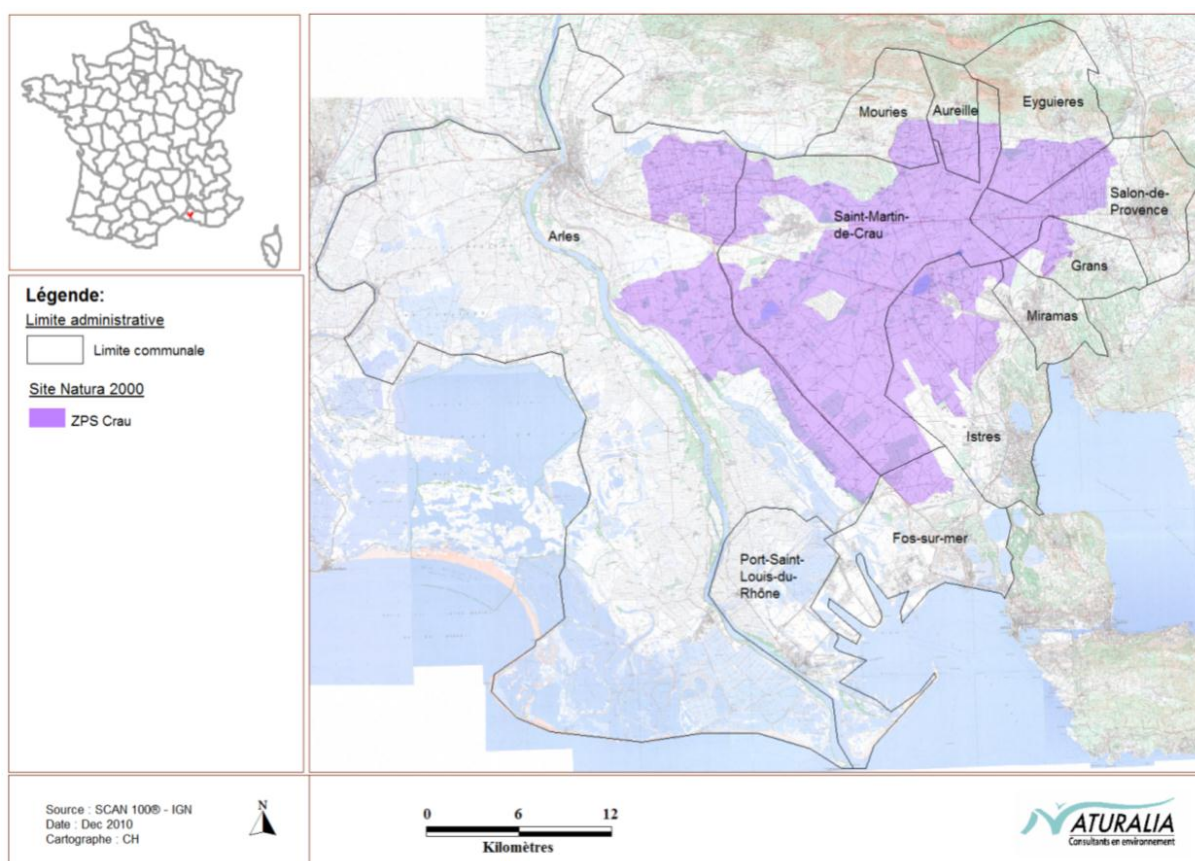 Légende:
Limite administrative
Limite communale
Site Natura 2000
ZPS Crau
Mouries
Aureille
Eyguieres
Salon-de-
Provence
Saint-Martin-
de-Crau
Arles
Grans
Miramas
Istres
Fos-sur-mer
Port-Saint-
Louis-du-
Rhône
Source : SCAN 100® - IGN
Date : Dec 2010
Cartographe : CH
N
0 6 12
Kilomètres
NATURALIA
Consultants en environnement